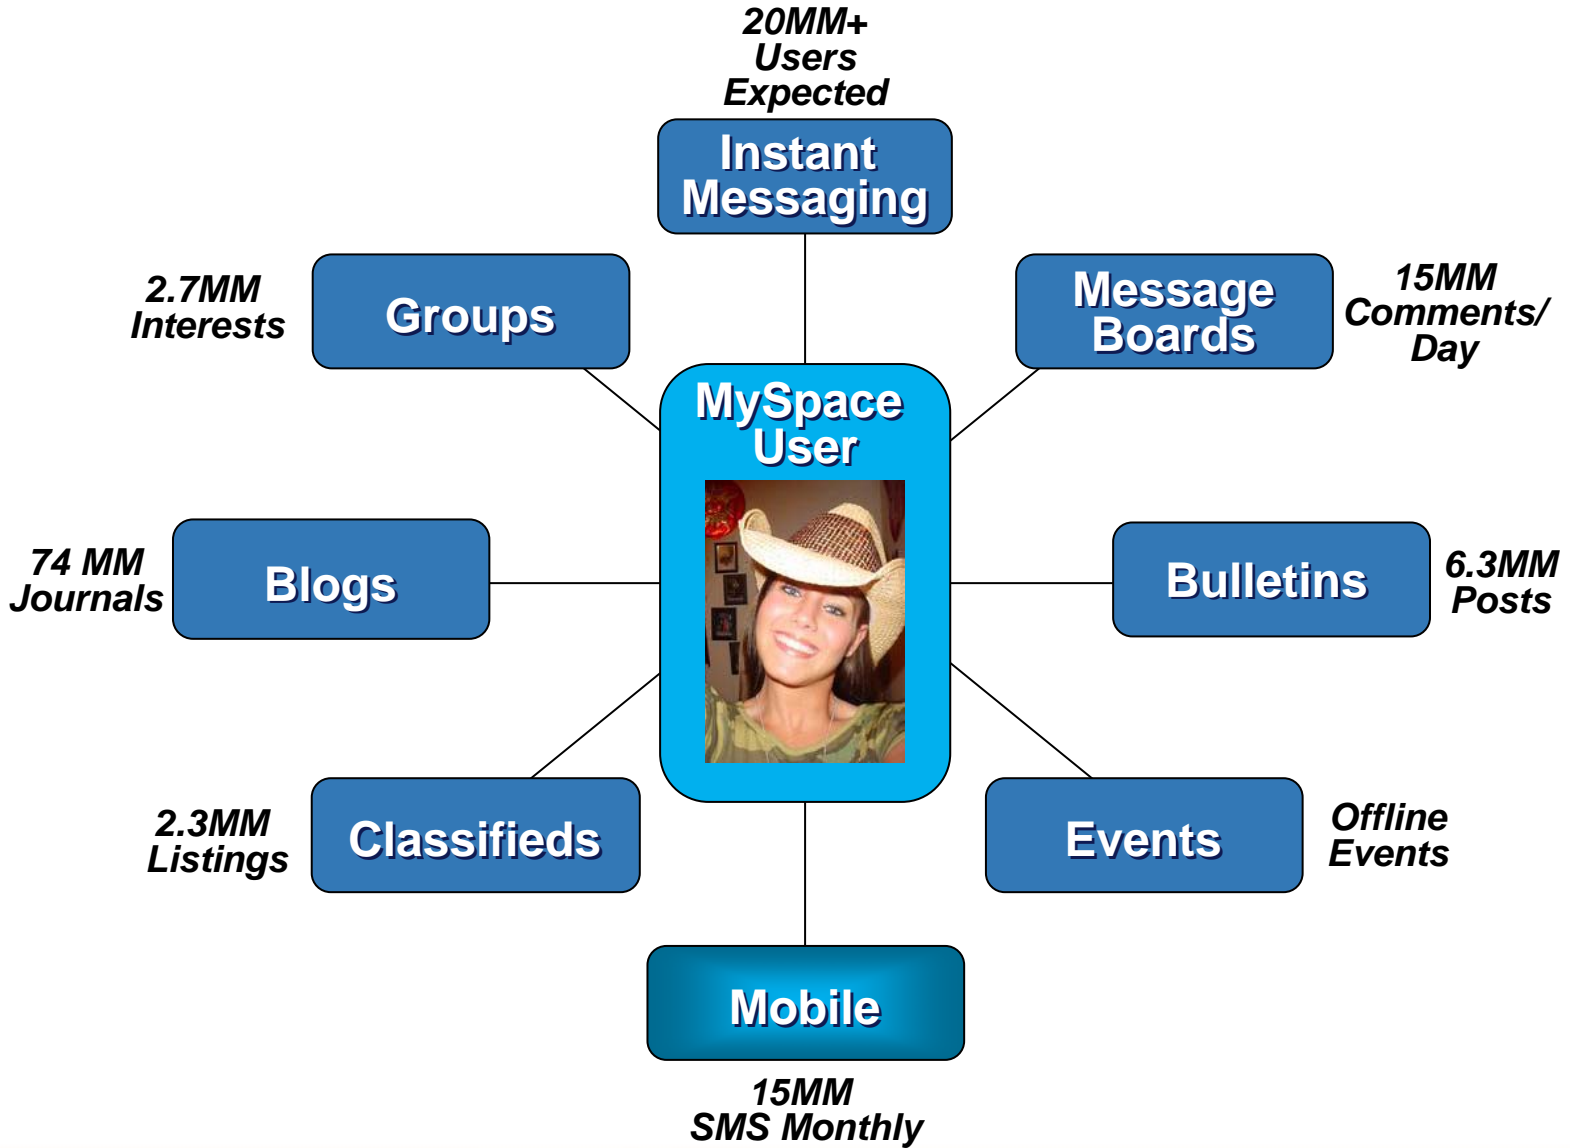 20MM+
Users
Expected
Instant
Messaging
2.7MM
Interests
Groups
Message
Boards
15MM
Comments/
Day
MySpace
User
74 MM
Journals
Blogs
Bulletins
6.3MM
Posts
2.3MM
Listings
Classifieds
Events
Offline
Events
Mobile
15MM
SMS Monthly